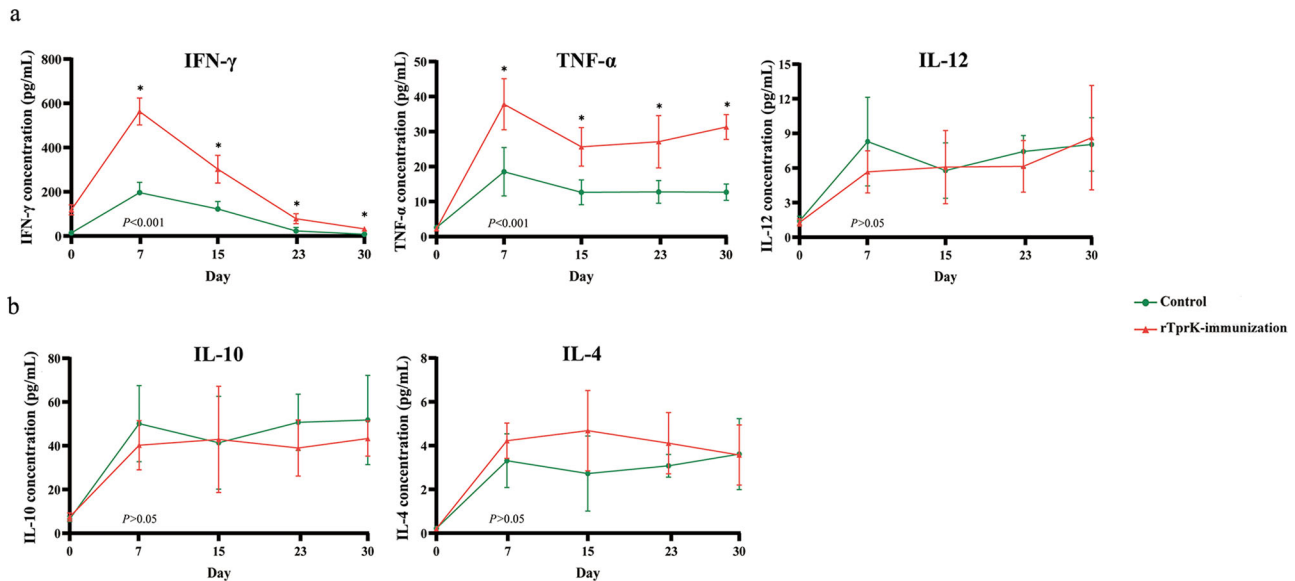 a
IFN-γ
IFN-γ concentration (pg/mL)
800
600
400
200
0
*
*
*
*
P<0.001
0 7 15 23 30
Day
TNF-α
TNF-α concentration (pg/mL)
50
40
30
20
10
0
*
*
*
*
P<0.001
0 7 15 23 30
Day
IL-12
IL-12 concentration (pg/mL)
15
12
9
6
3
0
P>0.05
0 7 15 23 30
Day
Control
rTprK-immunization
b
IL-10
IL-10 concentration (pg/mL)
80
60
40
20
0
P>0.05
0 7 15 23 30
Day
IL-4
IL-4 concentration (pg/mL)
8
6
4
2
0
P>0.05
0 7 15 23 30
Day